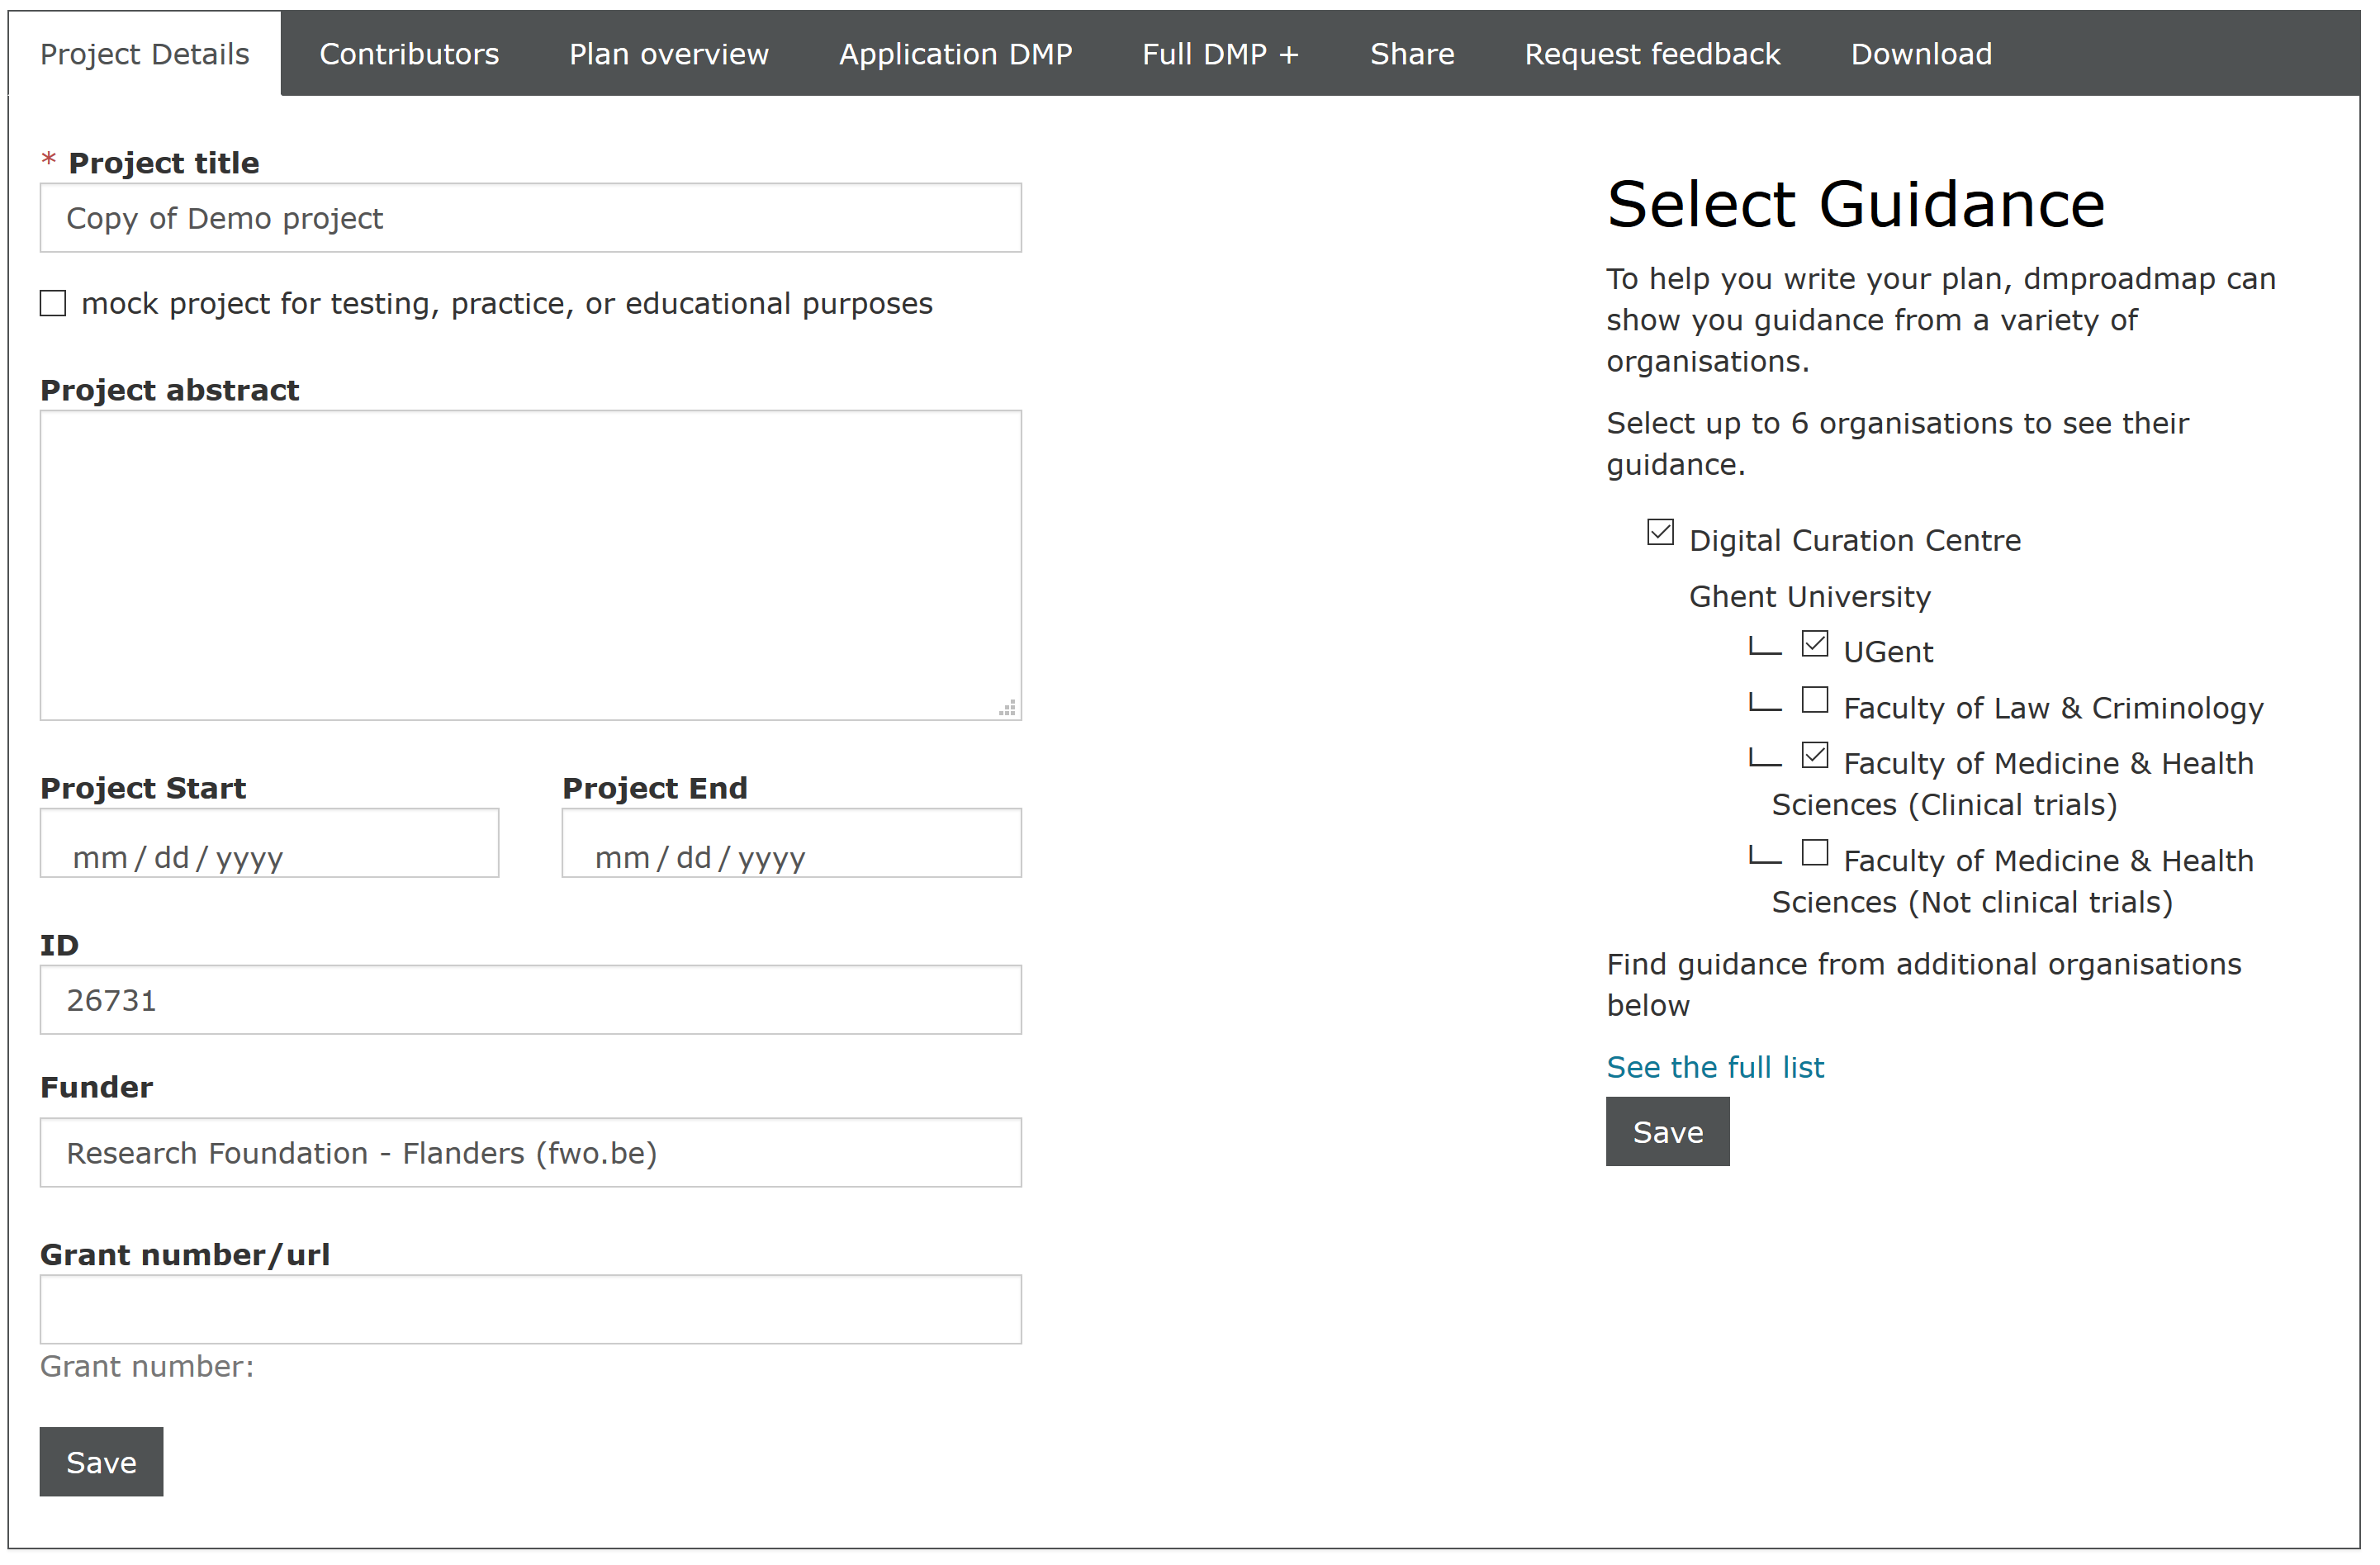 Project Details
Contributors
Plan overview
Application DMP
Full DMP +
Share
Request feedback
Download
* Project title
Copy of Demo project
mock project for testing, practice, or educational purposes
Project abstract
Project Start
Project End
mm / dd / yyyy
mm / dd / yyyy
ID
26731
Funder
Research Foundation - Flanders (fwo.be)
Grant number/url
Grant number:
Save
Select Guidance
To help you write your plan, dmproadmap can
show you guidance from a variety of
organisations.
Select up to 6 organisations to see their
guidance.
Digital Curation Centre
Ghent University
UGent
Faculty of Law & Criminology
Faculty of Medicine & Health
Sciences (Clinical trials)
Faculty of Medicine & Health
Sciences (Not clinical trials)
Find guidance from additional organisations
below
See the full list
Save